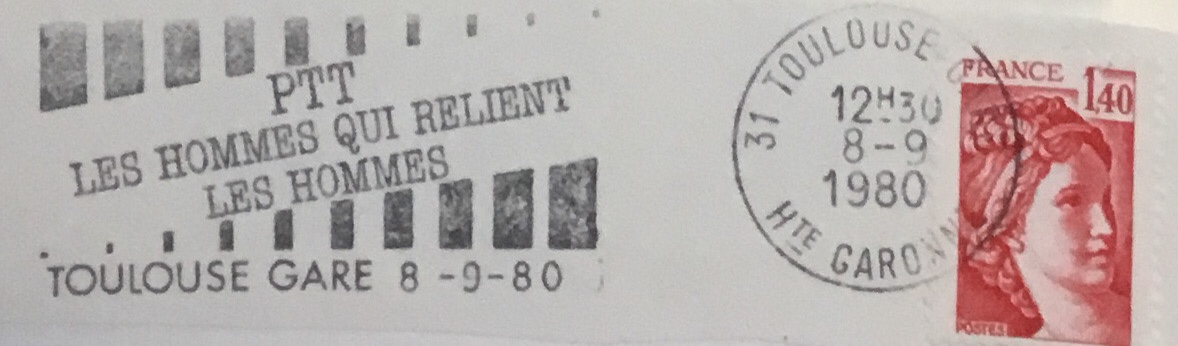 PTT
LES HOMMES QUI RELIENT
LES HOMMES
TOULOUSE GARE 8 -9-80
31 TOULOUSE
12H30
8-9
1980
HTE GARONNE
FRANCE
1,40
POSTES